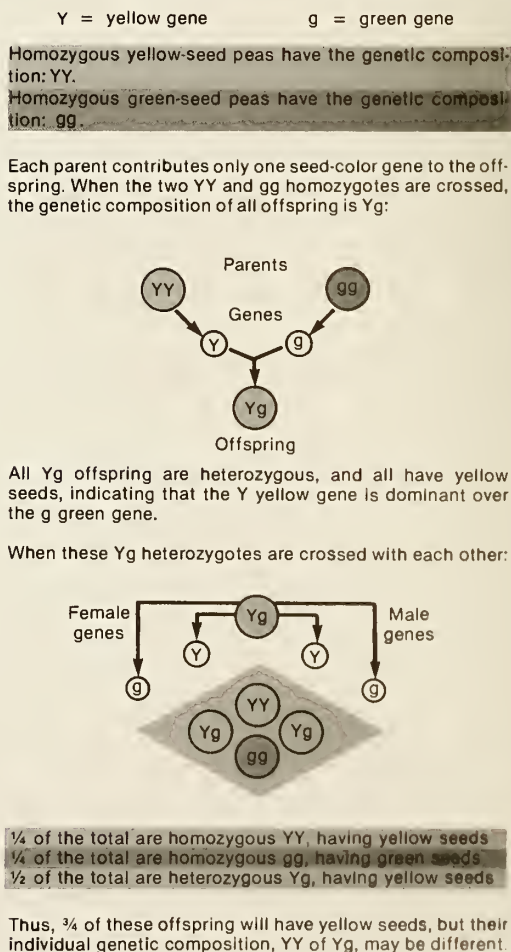 Y = yellow gene g = green gene
Homozygous yellow-seed peas have the genetic composi-
tion: YY.
Homozygous green-seed peas have the genetic composi-
tion: gg.
Each parent contributes only one seed-color gene to the off-
spring. When the two YY and gg homozygotes are crossed,
the genetic composition of all offspring is Yg:
Parents
YY gg
Genes
Y g
Yg
Offspring
All Yg offspring are heterozygous, and all have yellow
seeds, indicating that the Y yellow gene is dominant over
the g green gene.
When these Yg heterozygotes are crossed with each other:
Female Yg Male
genes genes
Y Y
g g
YY
Yg Yg
gg
¼ of the total are homozygous YY, having yellow seeds
¼ of the total are homozygous gg, having green seeds
½ of the total are heterozygous Yg, having yellow seeds
Thus, ¾ of these offspring will have yellow seeds, but their
individual genetic composition, YY of Yg, may be different.